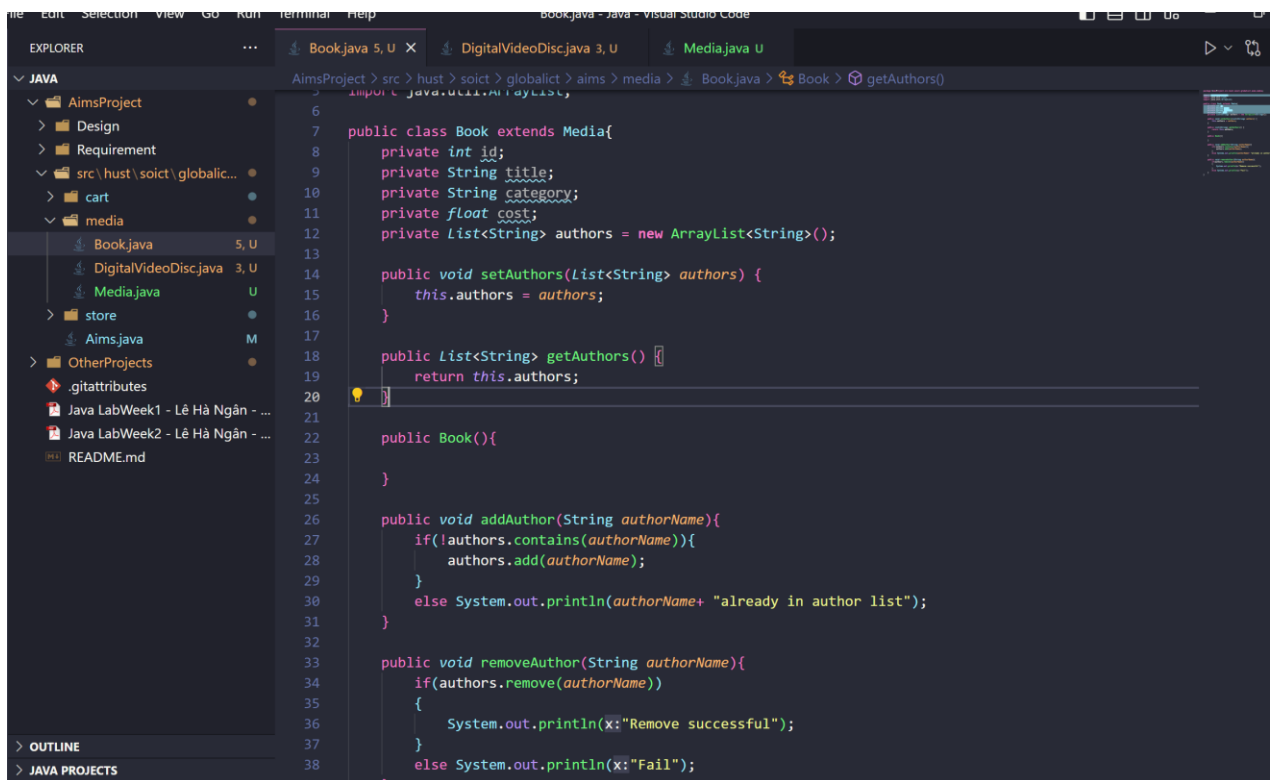 File Edit Selection View Go Run Terminal Help
Book.java - Java - Visual Studio Code
EXPLORER
Book.java 5, U
DigitalVideoDisc.java 3, U
Media.java U
JAVA
AimsProject > src > hust > soict > globalict > aims > media > Book.java > Book > getAuthors()
AimsProject
Design
Requirement
src\hust\soict\globalic...
cart
media
Book.java 5, U
DigitalVideoDisc.java 3, U
Media.java U
store
Aims.java M
OtherProjects
.gitattributes
Java LabWeek1 - Lê Hà Ngân - ...
Java LabWeek2 - Lê Hà Ngân - ...
README.md
OUTLINE
JAVA PROJECTS
5 import java.util.ArrayList;
6
7 public class Book extends Media{
8 private int id;
9 private String title;
10 private String category;
11 private float cost;
12 private List<String> authors = new ArrayList<String>();
13
14 public void setAuthors(List<String> authors) {
15 this.authors = authors;
16 }
17
18 public List<String> getAuthors() {
19 return this.authors;
20 }
21
22 public Book(){
23
24 }
25
26 public void addAuthor(String authorName){
27 if(!authors.contains(authorName)){
28 authors.add(authorName);
29 }
30 else System.out.println(authorName+ "already in author list");
31 }
32
33 public void removeAuthor(String authorName){
34 if(authors.remove(authorName))
35 {
36 System.out.println(x:"Remove successful");
37 }
38 else System.out.println(x:"Fail");